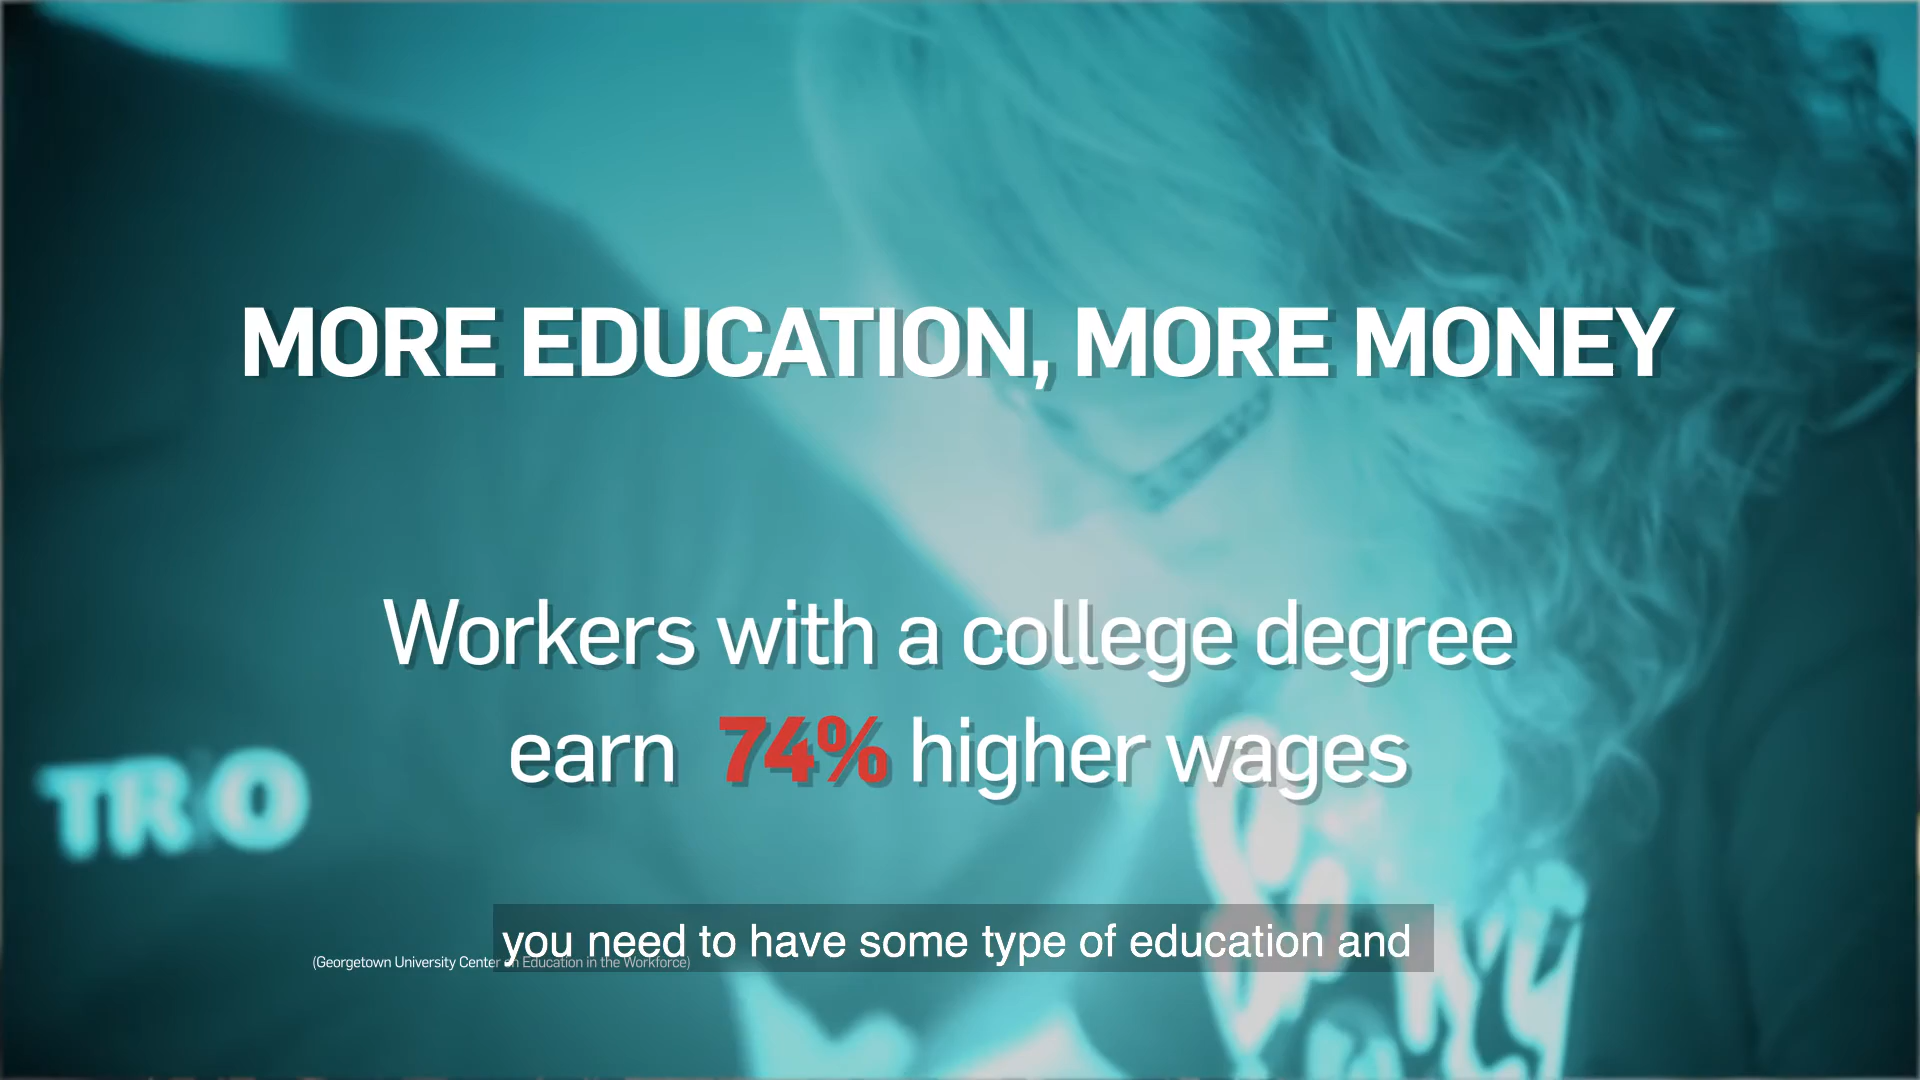 MORE EDUCATION, MORE MONEY
Workers with a college degree
earn 74% higher wages
TRiO
you need to have some type of education and
(Georgetown University Center on Education in the Workforce)